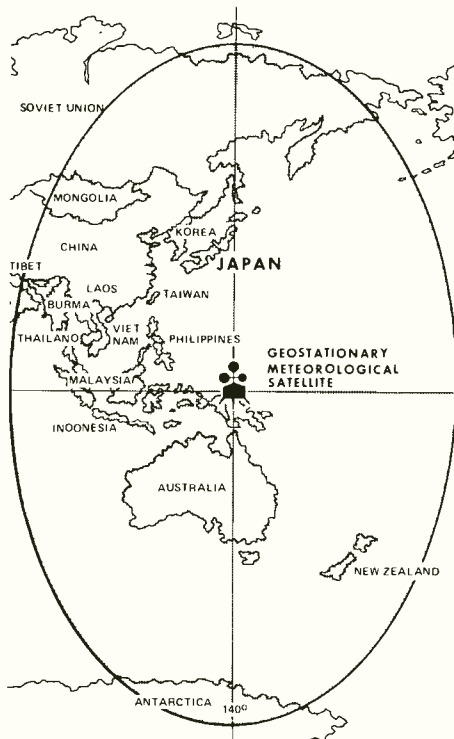 SOVIET UNION
MONGOLIA
KOREA
CHINA
JAPAN
TIBET
LAOS
TAIWAN
BURMA
THAILAND
VIET
NAM
PHILIPPINES
GEOSTATIONARY
METEOROLOGICAL
SATELLITE
MALAYSIA
INDONESIA
AUSTRALIA
NEW ZEALAND
ANTARCTICA
140°